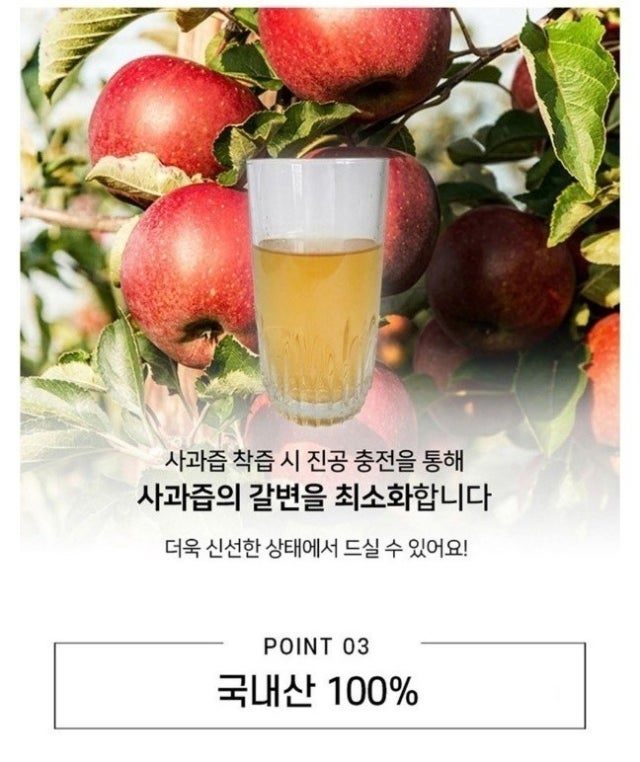 사과즙 착즙 시 진공 충전을 통해
사과즙의 갈변을 최소화합니다
더욱 신선한 상태에서 드실 수 있어요!
POINT 03
국내산 100%